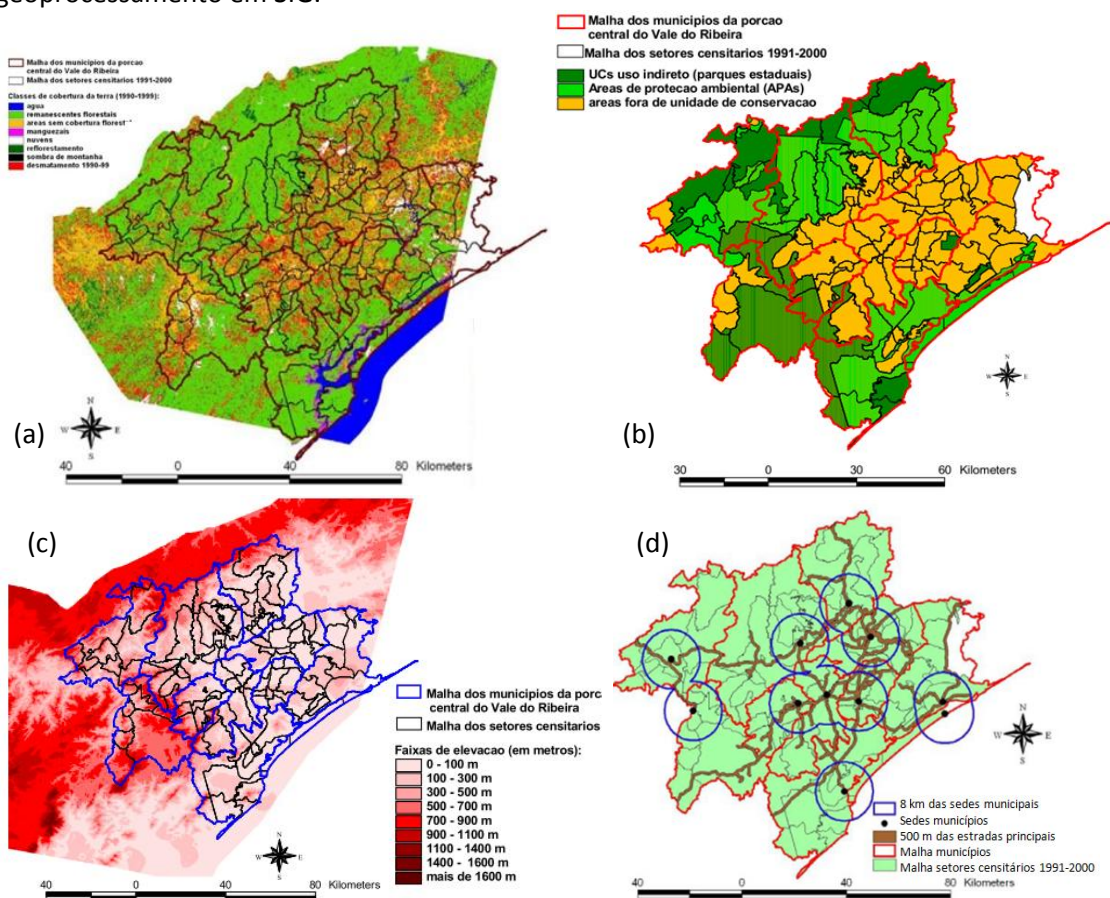 geoprocessamento em SIG.
Malha dos municipios da porcao
central do Vale do Ribeira
Malha dos setores censitarios 1991-2000
Classes de cobertura da terra (1990-1999):
agua
remanescentes florestais
areas sem cobertura florest
manguezais
nuvens
reflorestamento
sombra de montanha
desmatamento 1990-99
N
W E
S
(a)
40 0 40 80 Kilometers
Malha dos municipios da porcao
central do Vale do Ribeira
Malha dos setores censitarios 1991-2000
UCs uso indireto (parques estaduais)
Areas de protecao ambiental (APAs)
areas fora de unidade de conservacao
N
W E
S
(b)
30 0 30 60 Kilometers
(c)
Malha dos municipios da porc
central do Vale do Ribeira
Malha dos setores censitarios
Faixas de elevacao (em metros):
0 - 100 m
100 - 300 m
300 - 500 m
500 - 700 m
700 - 900 m
900 - 1100 m
1100 - 1400 m
1400 - 1600 m
mais de 1600 m
N
W E
S
40 0 40 80 Kilometers
(d)
N
W E
S
8 km das sedes municipais
Sedes municípios
500 m das estradas principais
Malha municípios
Malha setores censitários 1991-2000
40 0 40 80 Kilometers